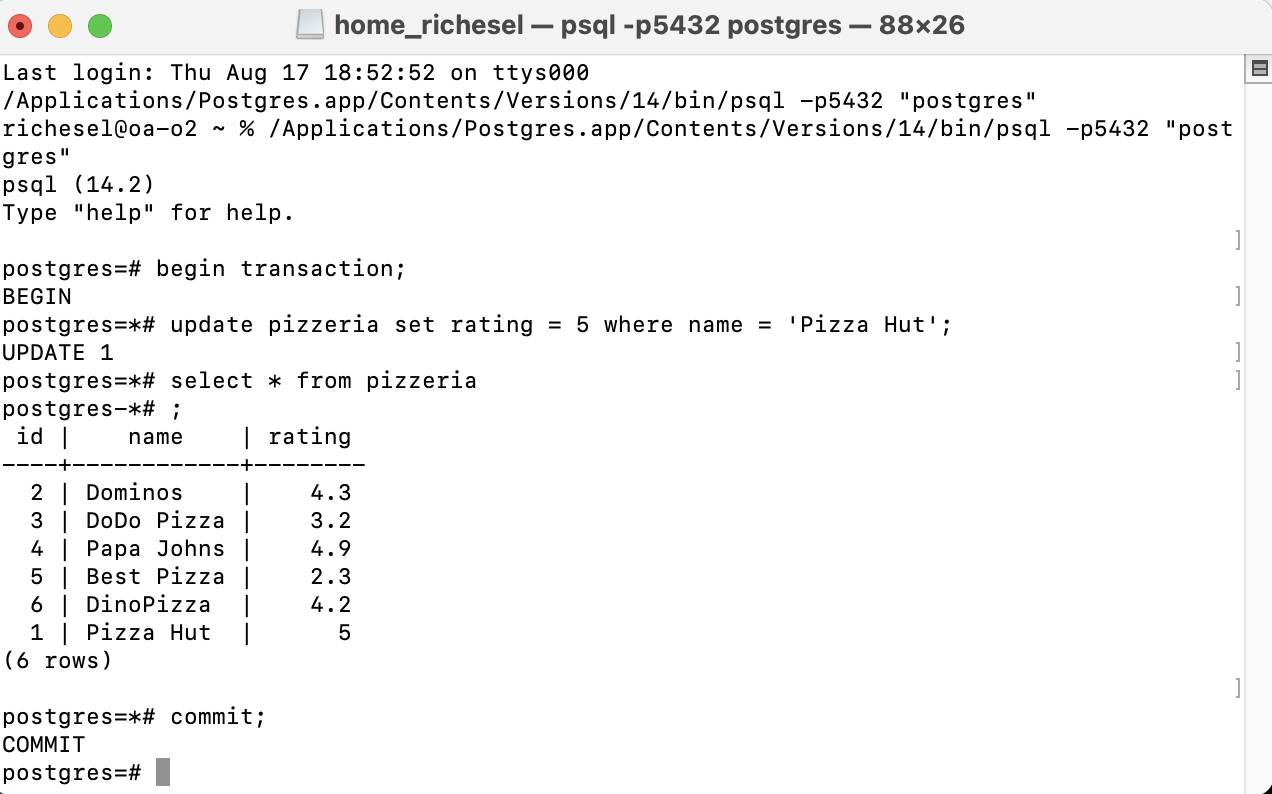 home_richesel — psql -p5432 postgres — 88×26
Last login: Thu Aug 17 18:52:52 on ttys000
/Applications/Postgres.app/Contents/Versions/14/bin/psql -p5432 "postgres"
richesel@oa-o2 ~ % /Applications/Postgres.app/Contents/Versions/14/bin/psql -p5432 "post
gres"
psql (14.2)
Type "help" for help.
]
postgres=# begin transaction;
BEGIN ]
postgres=*# update pizzeria set rating = 5 where name = 'Pizza Hut';
UPDATE 1 ]
postgres=*# select * from pizzeria ]
postgres-*# ;
 id |    name    | rating
----+------------+--------
  2 | Dominos    |    4.3
  3 | DoDo Pizza |    3.2
  4 | Papa Johns |    4.9
  5 | Best Pizza |    2.3
  6 | DinoPizza  |    4.2
  1 | Pizza Hut  |      5
(6 rows)
]
postgres=*# commit;
COMMIT
postgres=#